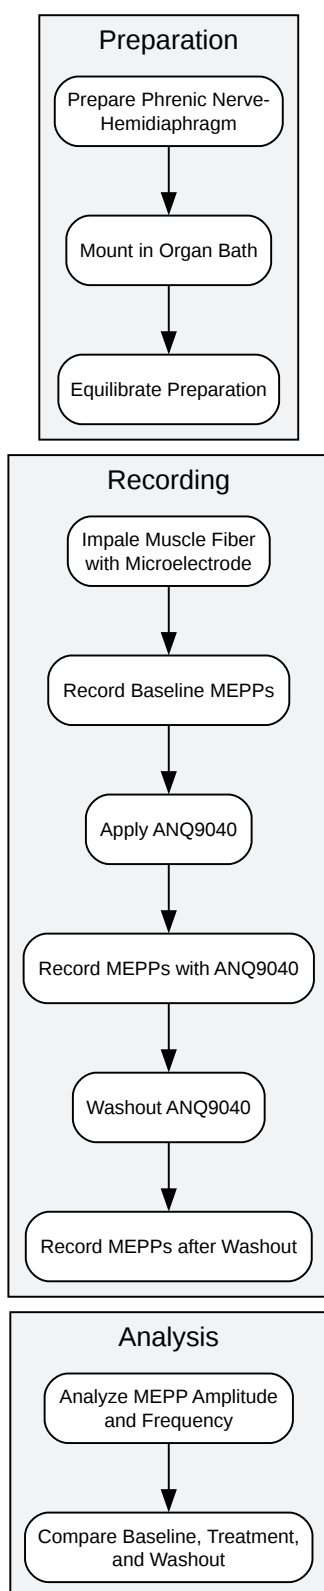 Preparation
Prepare Phrenic Nerve-
Hemidiaphragm
Mount in Organ Bath
Equilibrate Preparation
Recording
Impale Muscle Fiber
with Microelectrode
Record Baseline MEPPs
Apply ANQ9040
Record MEPPs with ANQ9040
Washout ANQ9040
Record MEPPs after Washout
Analysis
Analyze MEPP Amplitude
and Frequency
Compare Baseline, Treatment,
and Washout